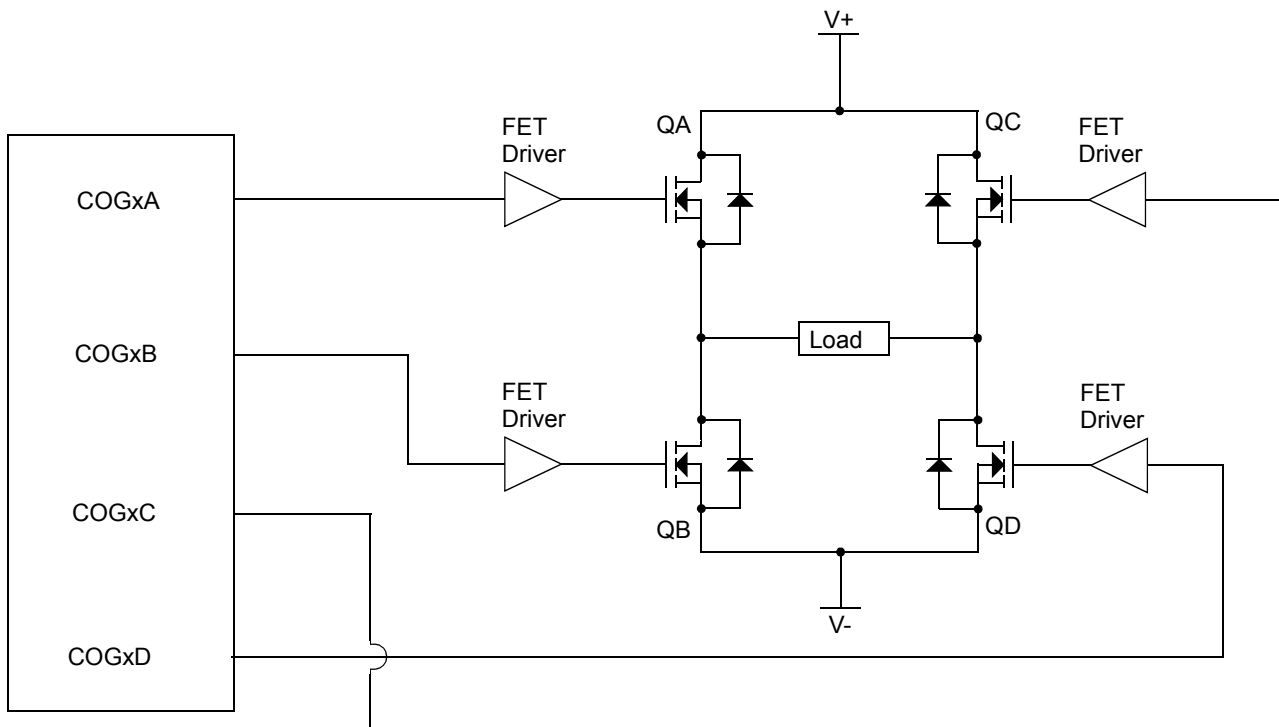 V+
QA
QC
FET
Driver
FET
Driver
COGxA
COGxB
Load
FET
Driver
FET
Driver
COGxC
QB
QD
V-
COGxD